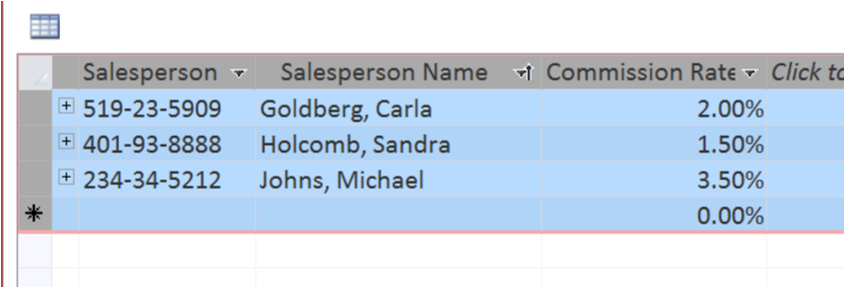 Salesperson Salesperson Name Commission Rate Click to
519-23-5909 Goldberg, Carla 2.00%
401-93-8888 Holcomb, Sandra 1.50%
234-34-5212 Johns, Michael 3.50%
0.00%